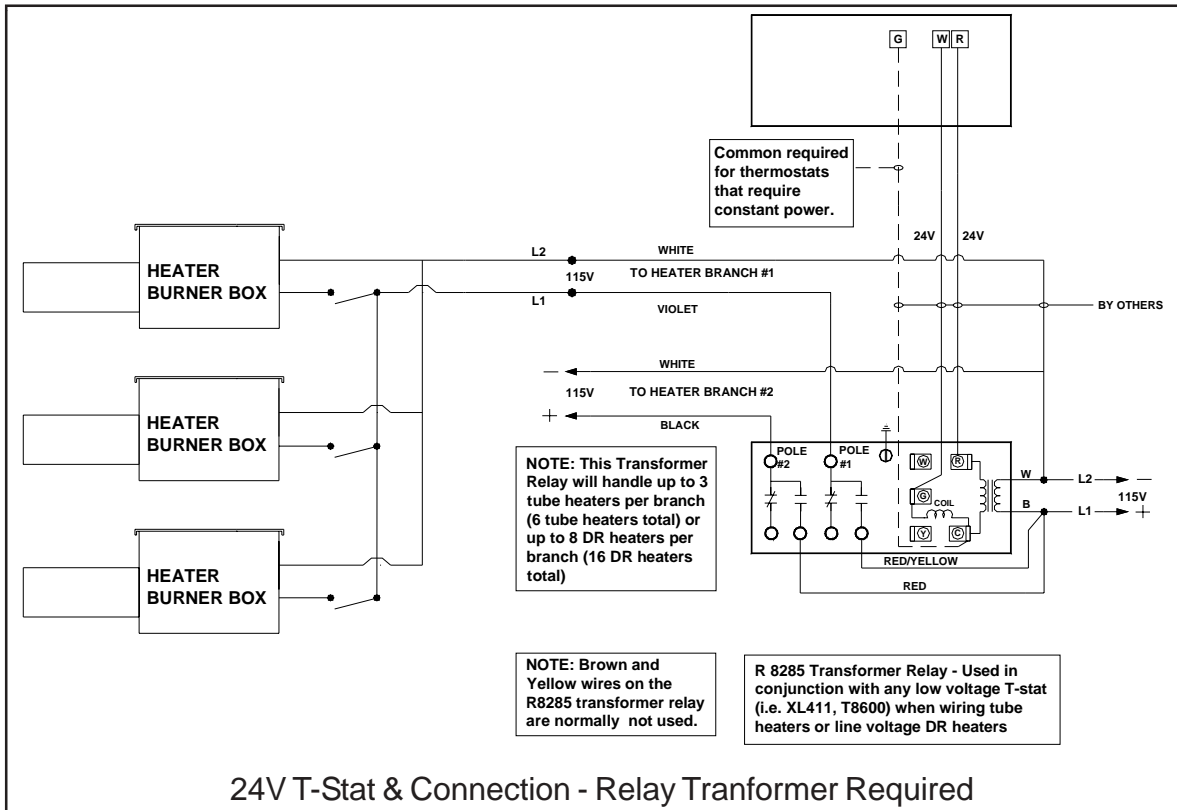 G W R
Common required
for thermostats
that require
constant power.
24V 24V
L2 WHITE
115V TO HEATER BRANCH #1
L1 VIOLET
BY OTHERS
HEATER
BURNER BOX
WHITE
− 115V TO HEATER BRANCH #2
+ BLACK
HEATER
BURNER BOX
NOTE: This Transformer
Relay will handle up to 3
tube heaters per branch
(6 tube heaters total) or
up to 8 DR heaters per
branch (16 DR heaters
total)
POLE
#2
POLE
#1
W R
G
COIL
Y C
W L2 −
115V
B L1 +
RED/YELLOW
RED
HEATER
BURNER BOX
NOTE: Brown and
Yellow wires on the
R8285 transformer relay
are normally not used.
R 8285 Transformer Relay - Used in
conjunction with any low voltage T-stat
(i.e. XL411, T8600) when wiring tube
heaters or line voltage DR heaters
24V T-Stat & Connection - Relay Tranformer Required